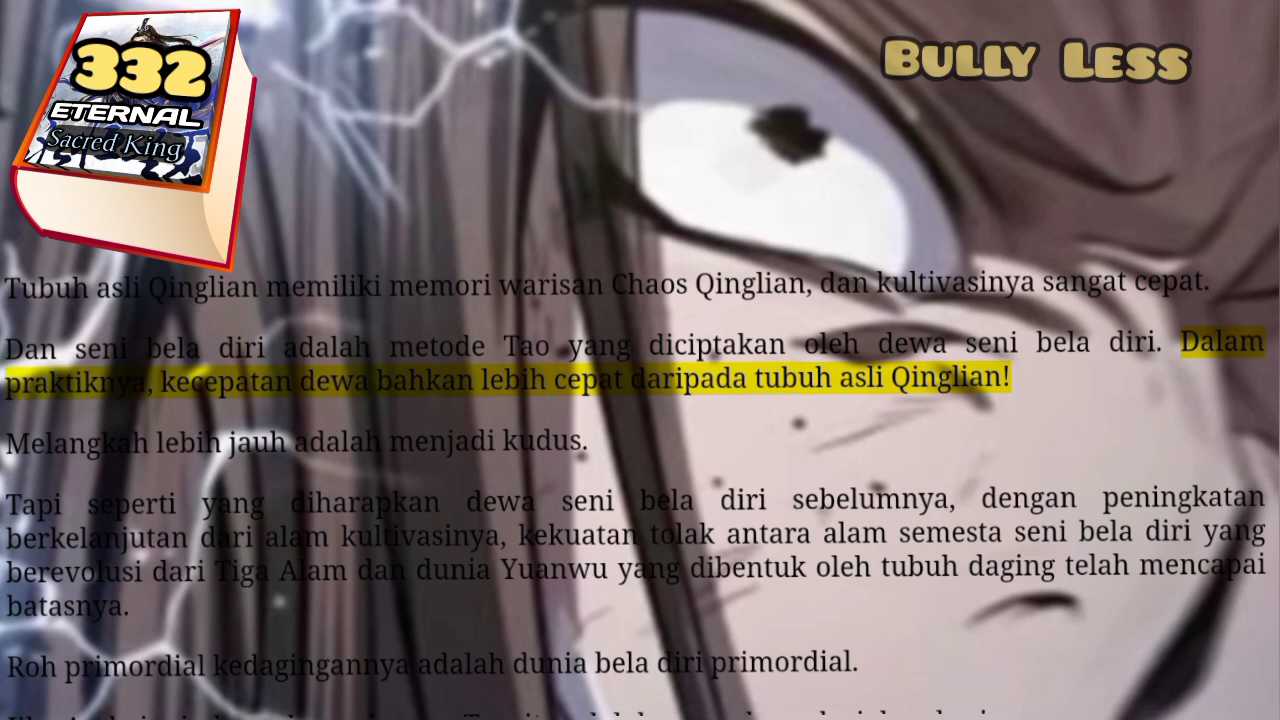 332
ETERNAL
Sacred King
BULLY LESS
Tubuh asli Qinglian memiliki memori warisan Chaos Qinglian, dan kultivasinya sangat cepat.
Dan seni bela diri adalah metode Tao yang diciptakan oleh dewa seni bela diri. Dalam
praktiknya, kecepatan dewa bahkan lebih cepat daripada tubuh asli Qinglian!
Melangkah lebih jauh adalah menjadi kudus.
Tapi seperti yang diharapkan dewa seni bela diri sebelumnya, dengan peningkatan
berkelanjutan dari alam kultivasinya, kekuatan tolak antara alam semesta seni bela diri yang
berevolusi dari Tiga Alam dan dunia Yuanwu yang dibentuk oleh tubuh daging telah mencapai
batasnya.
Roh primordial kedagingannya adalah dunia bela diri primordial.